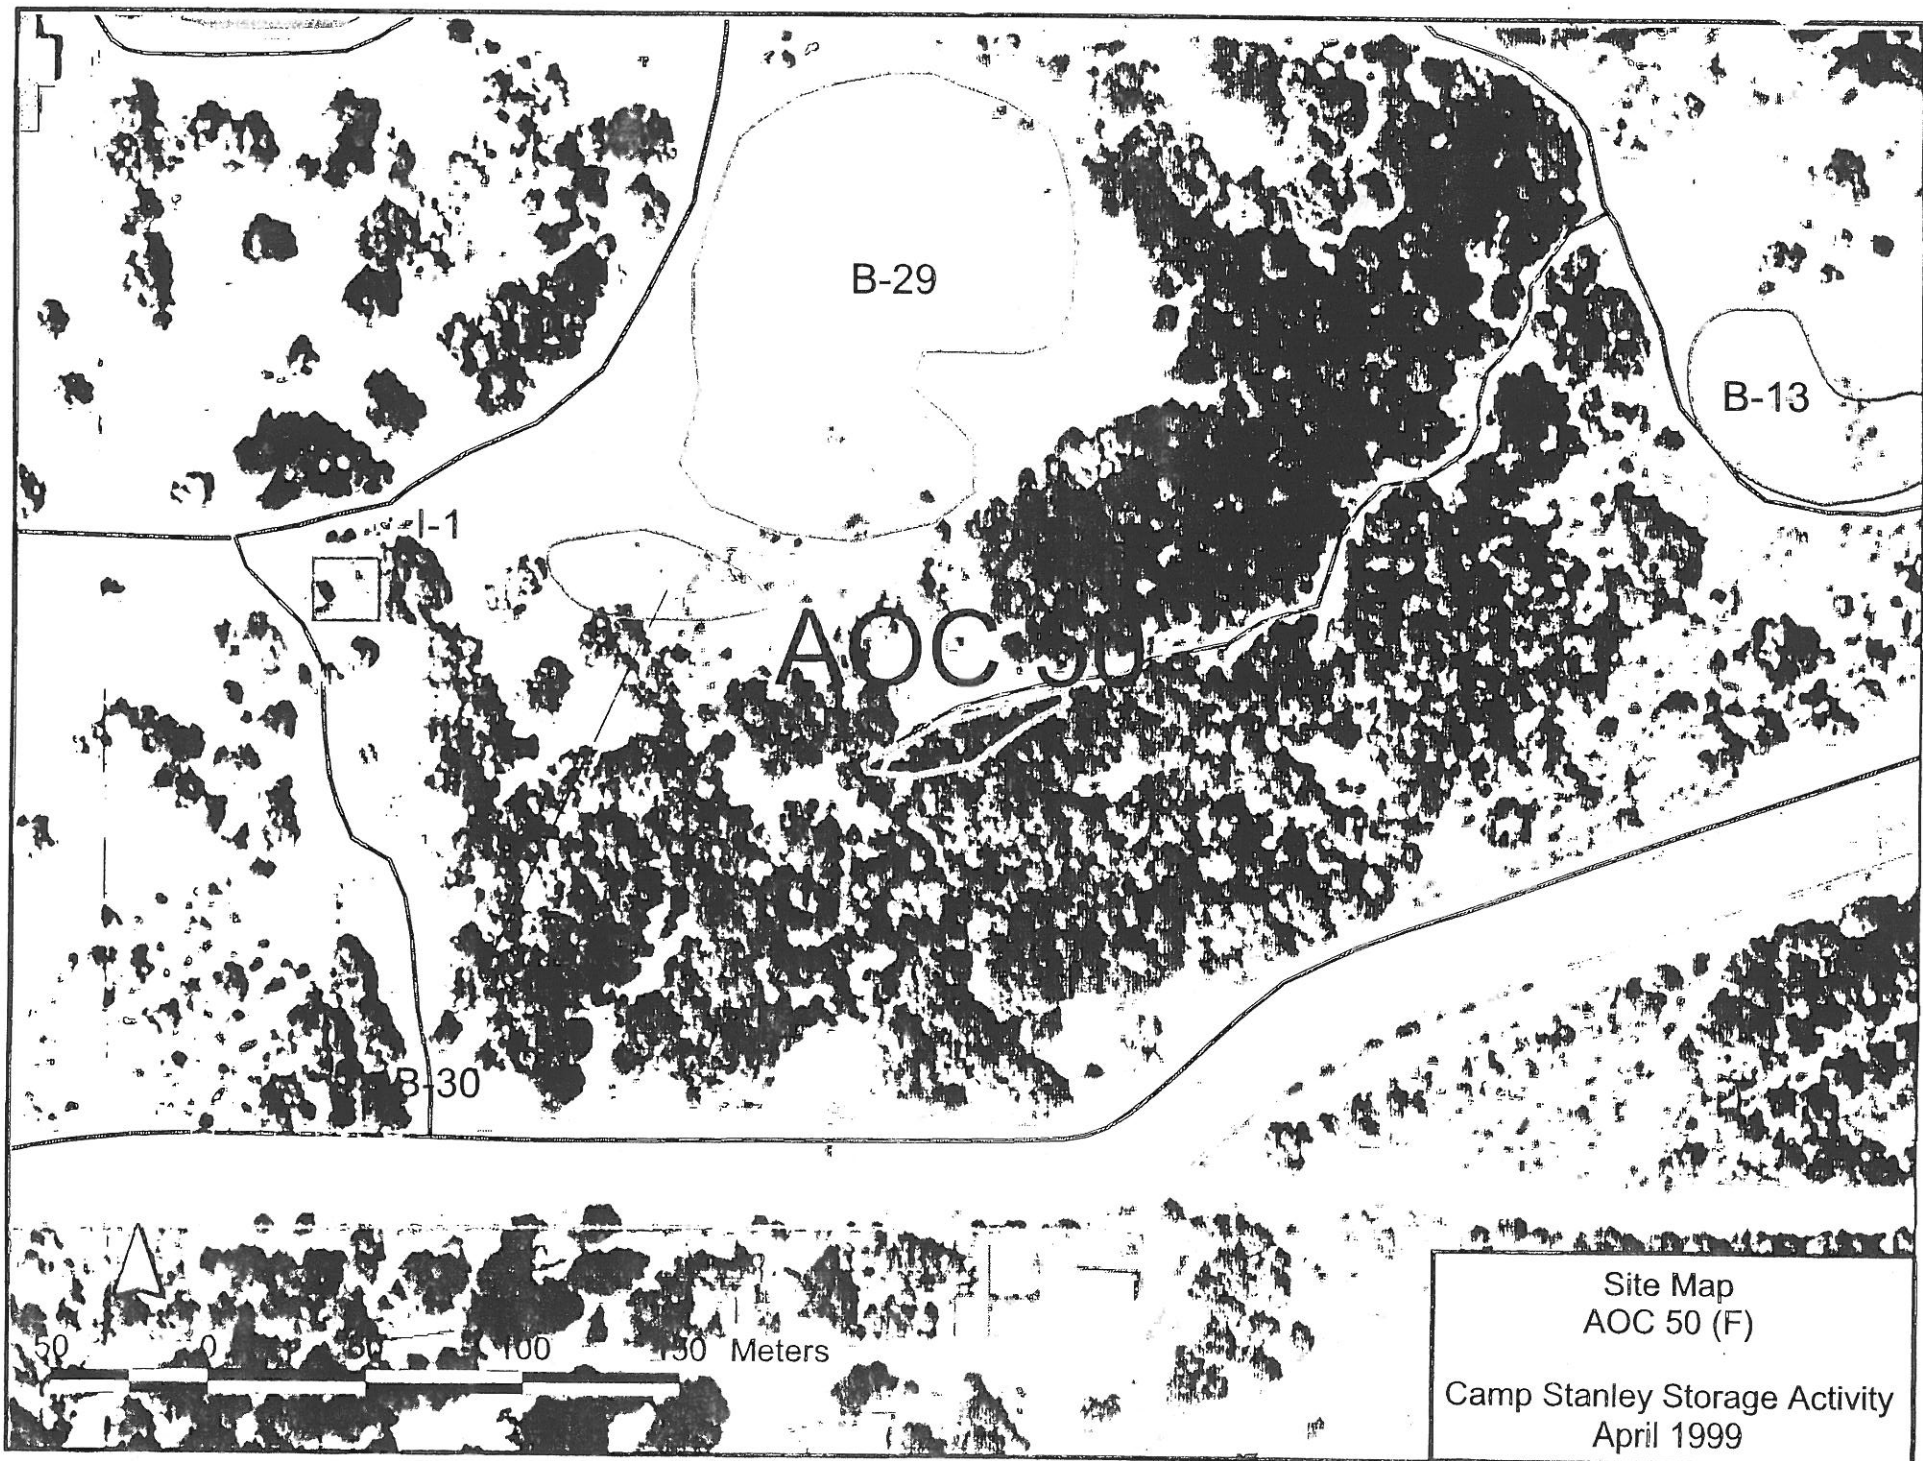 B-29
B-13
I-1
AOC 50
B-30
50 0 50 100 150 Meters
Site Map
AOC 50 (F)
Camp Stanley Storage Activity
April 1999